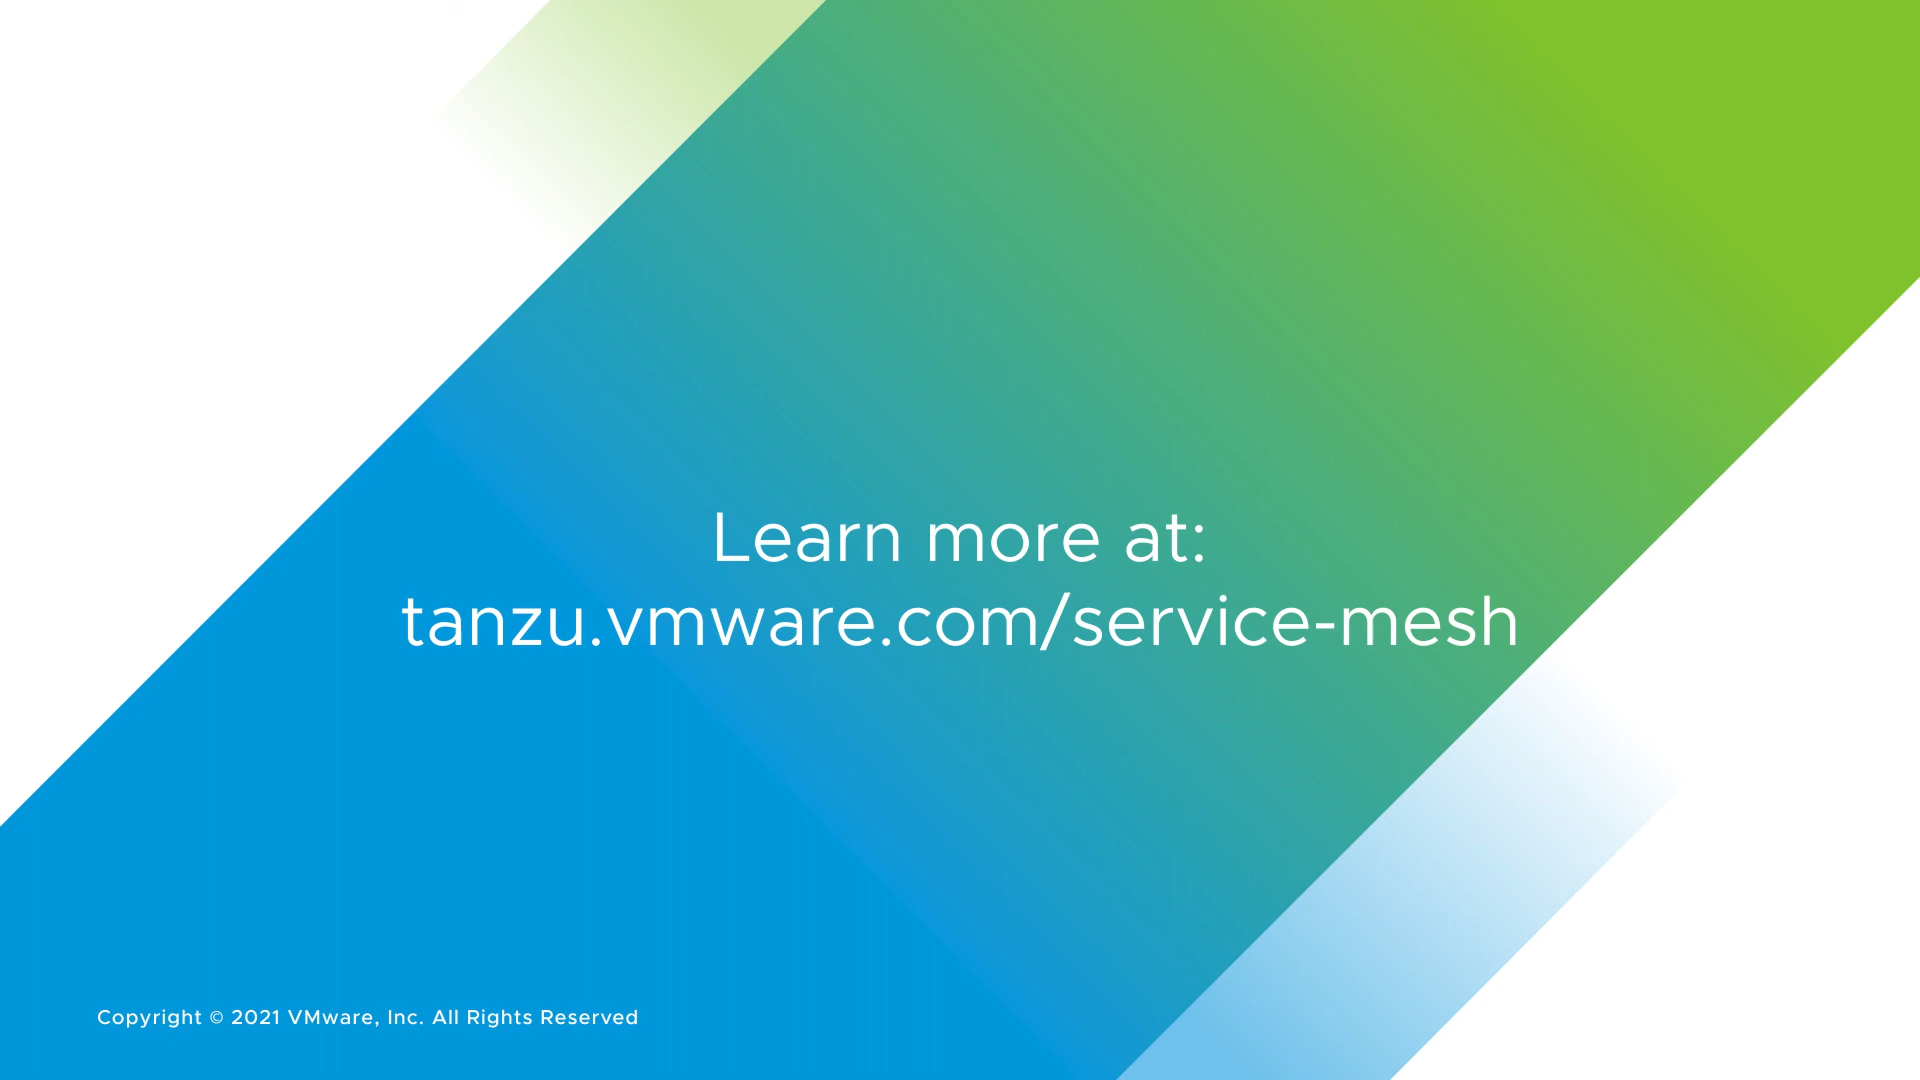 Learn more at:
tanzu.vmware.com/service-mesh
Copyright © 2021 VMware, Inc. All Rights Reserved